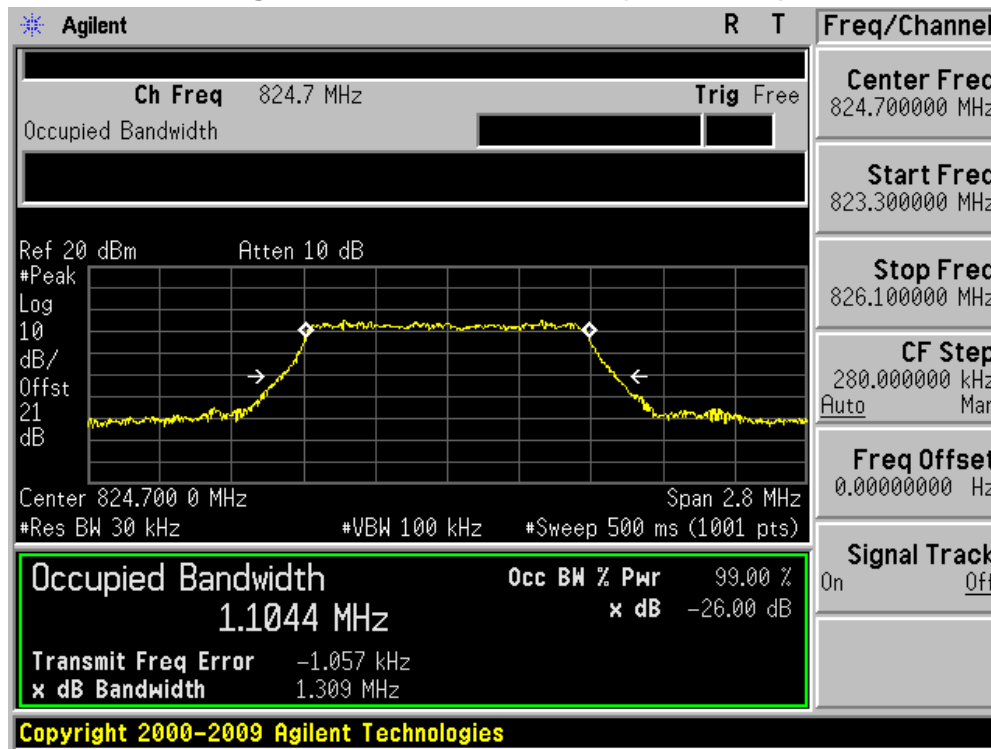 Agilent R T
Freq/Channel
Ch Freq 824.7 MHz Trig Free
Occupied Bandwidth
Center Freq
824.700000 MHz
Start Freq
823.300000 MHz
Stop Freq
826.100000 MHz
CF Step
280.000000 kHz
Auto Man
Freq Offset
0.00000000 Hz
Signal Track
On Off
Ref 20 dBm Atten 10 dB
#Peak
Log
10
dB/
Offst
21
dB
Center 824.700 0 MHz Span 2.8 MHz
#Res BW 30 kHz #VBW 100 kHz #Sweep 500 ms (1001 pts)
Occupied Bandwidth Occ BW % Pwr 99.00 %
1.1044 MHz x dB -26.00 dB
Transmit Freq Error -1.057 kHz
x dB Bandwidth 1.309 MHz
Copyright 2000-2009 Agilent Technologies